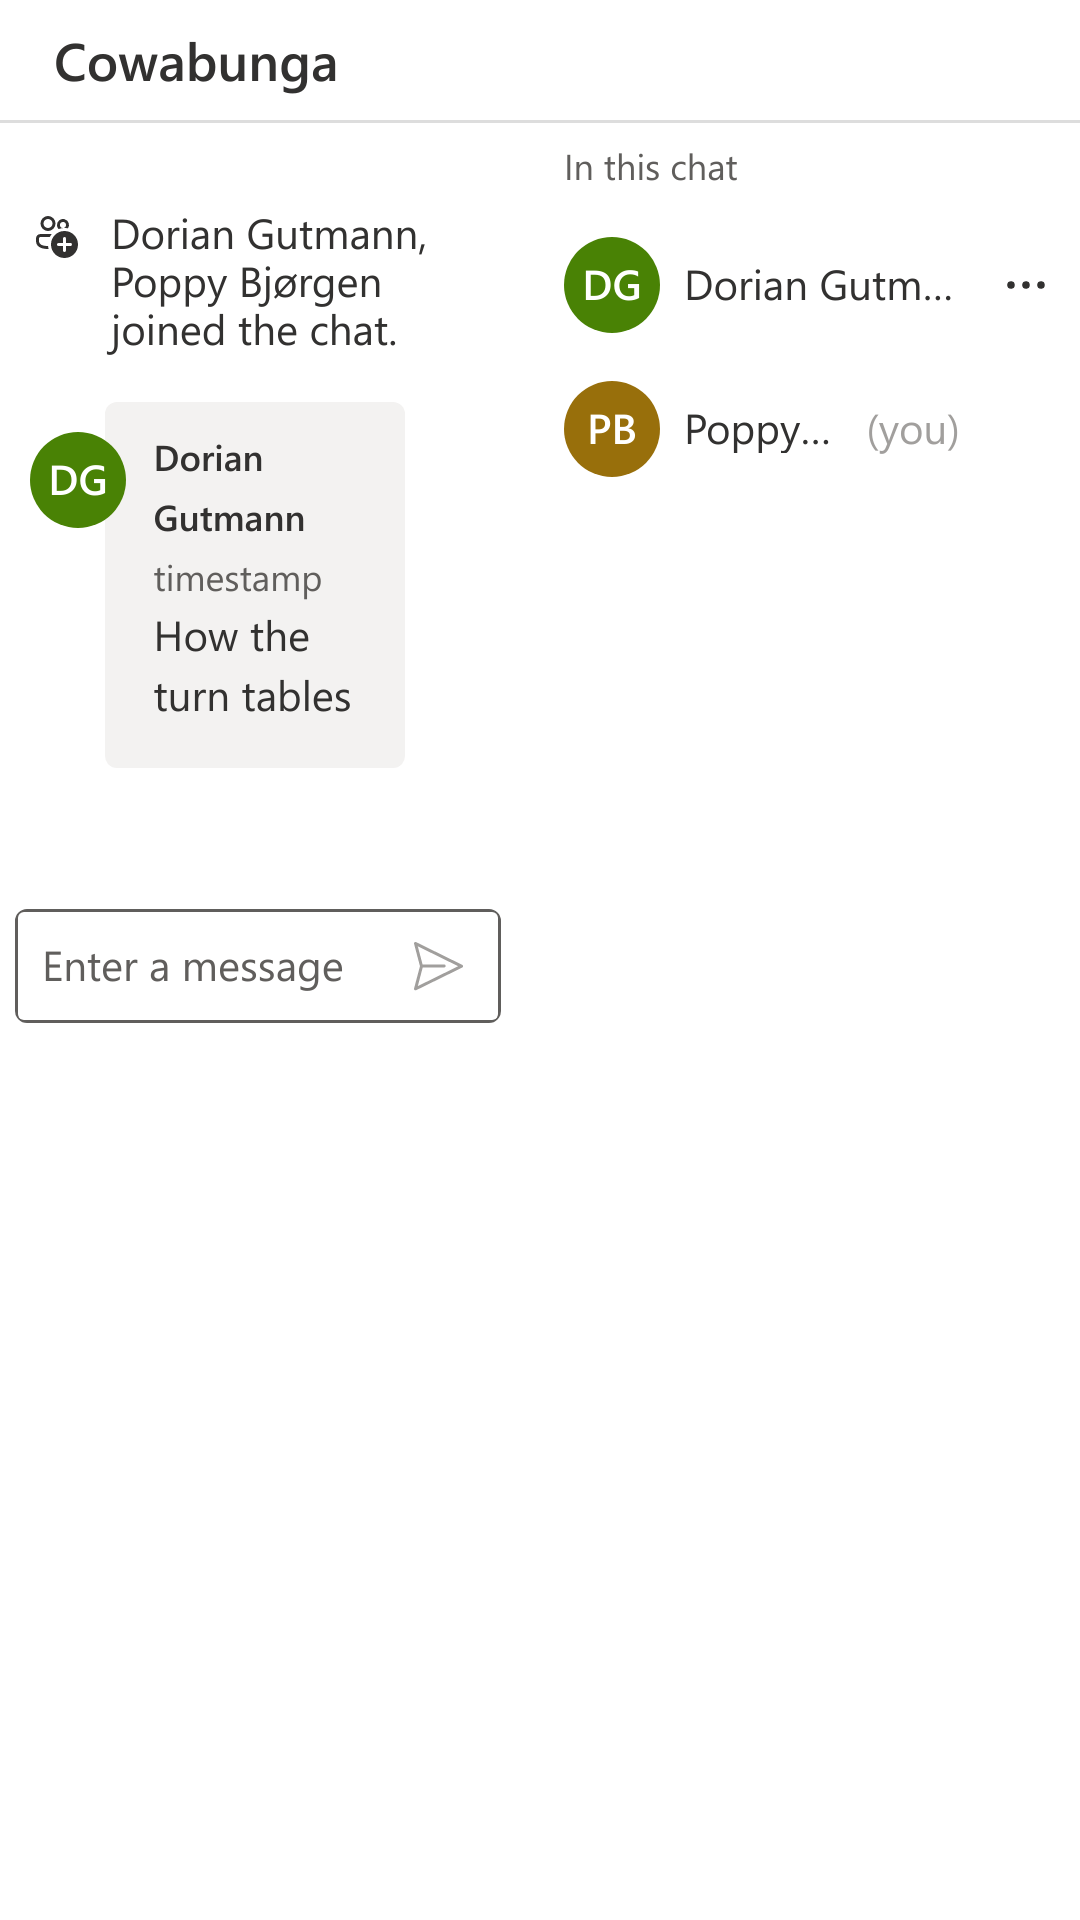 Cowabunga
Dorian Gutmann,
Poppy Bjørgen
joined the chat.
DG
Dorian
Gutmann
timestamp
How the
turn tables
Enter a message
In this chat
DG
Dorian Gutm...
PB
Poppy... (you)